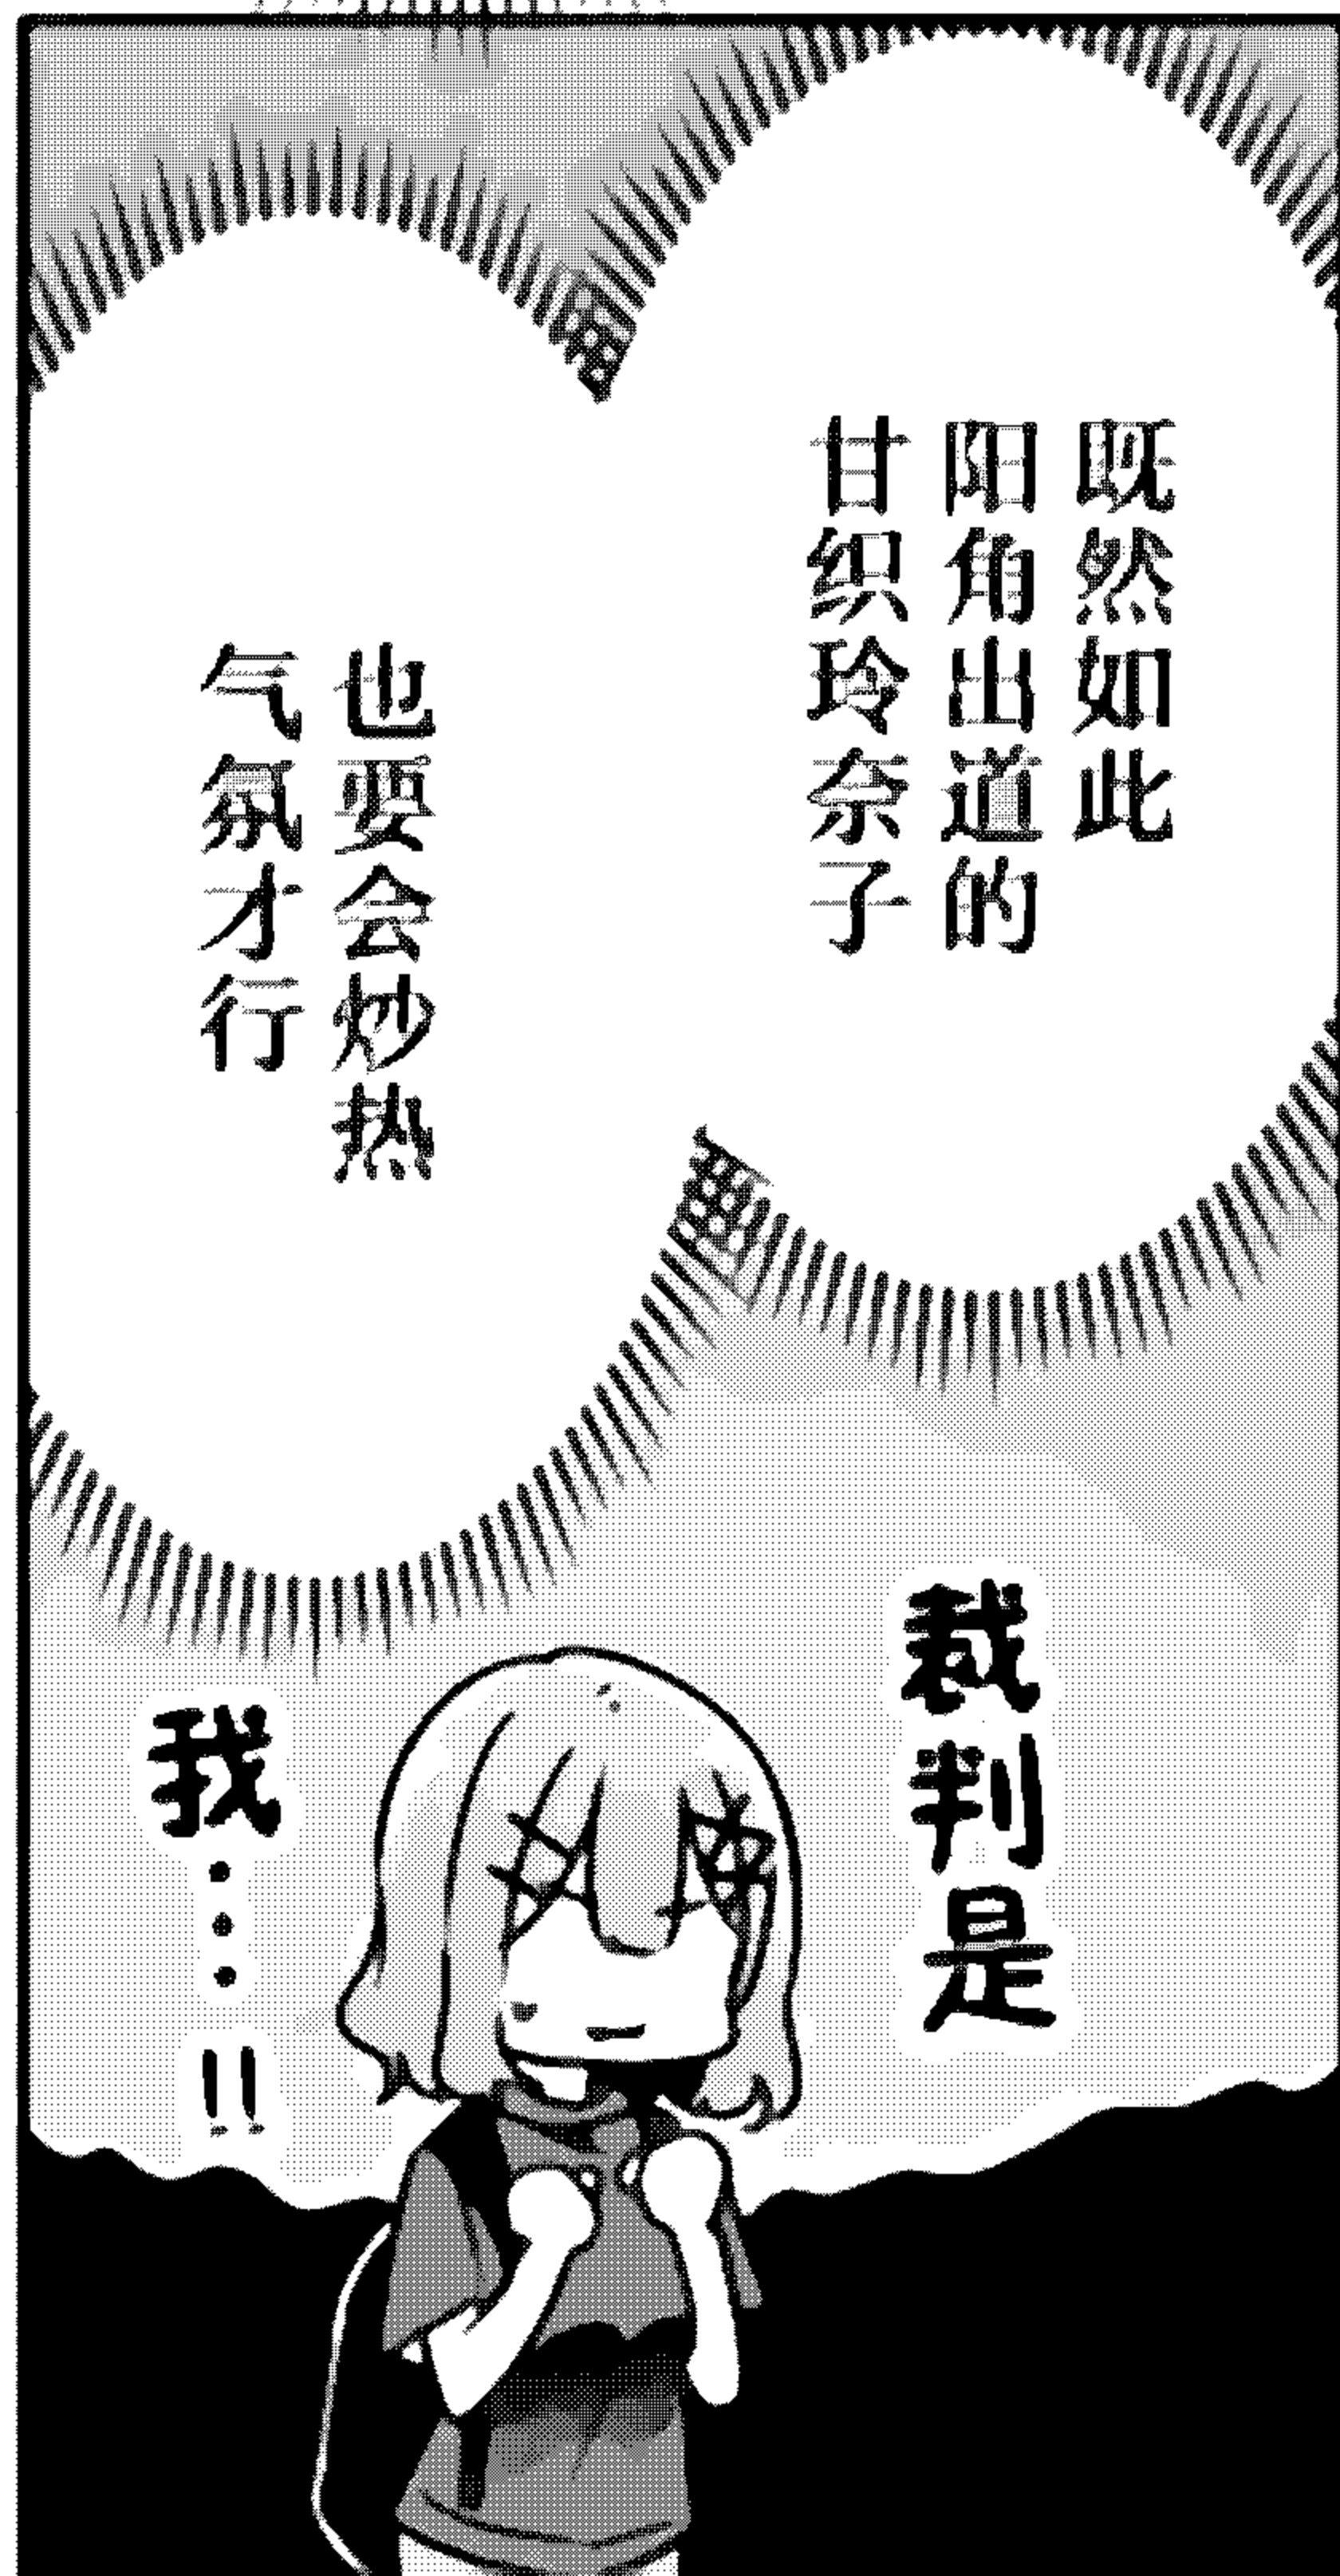 既然如此
阳角出道的
甘织玲奈子
也要会炒热
气氛才行
裁判是
我···!!